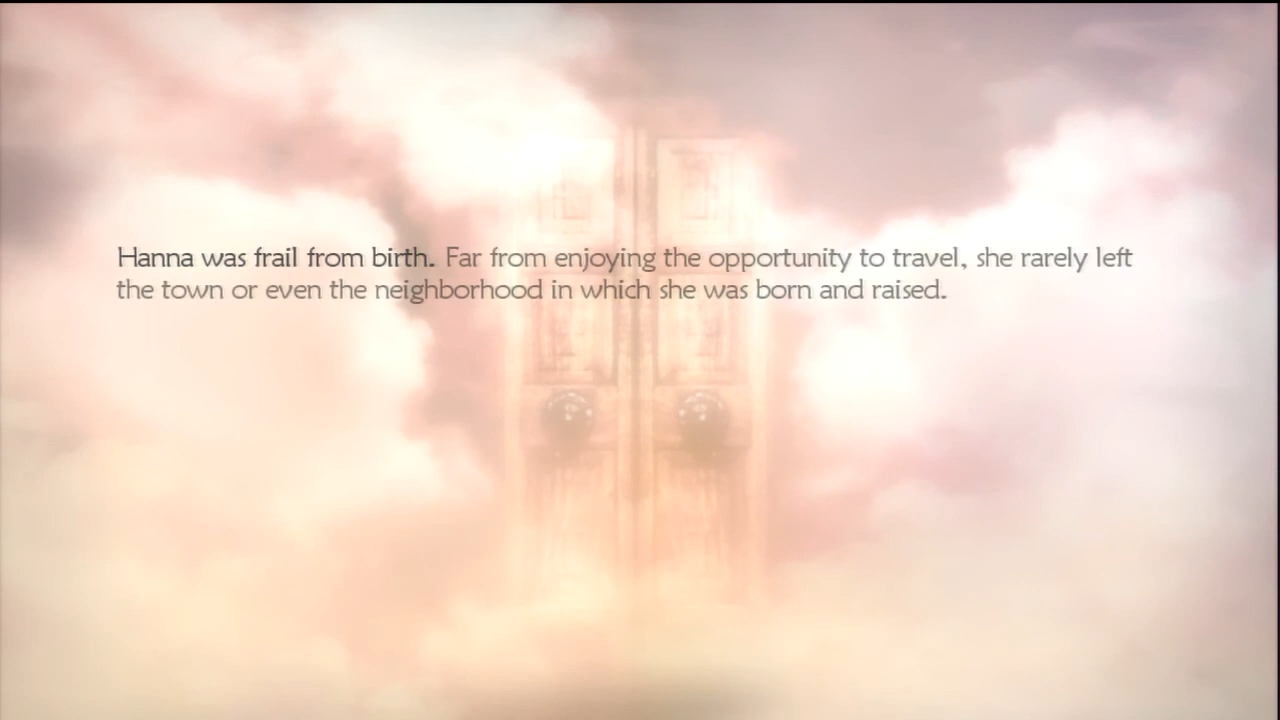 Hanna was frail from birth. Far from enjoying the opportunity to travel, she rarely left
the town or even the neighborhood in which she was born and raised.